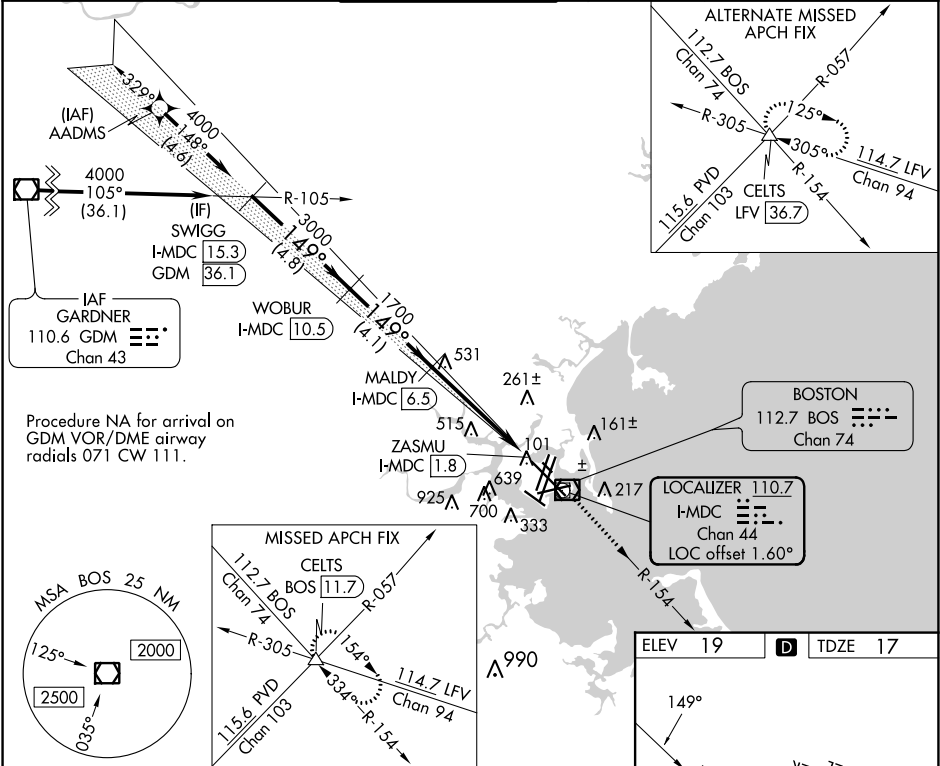 ALTERNATE MISSED
APCH FIX
112.7 BOS
Chan 74
R-057
125°
R-305
305°
114.7 LFV
Chan 94
R-154
115.6 PVD
Chan 103
CELTS
LFV 36.7
329°
(IAF)
AADMS
4000
148°
(4.6)
4000
105°
(36.1)
R-105
(IF)
SWIGG
I-MDC 15.3
GDM 36.1
3000
149°
(4.8)
IAF
GARDNER
110.6 GDM
Chan 43
WOBUR
I-MDC 10.5
1700
149°
(4.1)
531
MALDY
I-MDC 6.5
261±
515
161±
Procedure NA for arrival on
GDM VOR/DME airway
radials 071 CW 111.
ZASMU
I-MDC 1.8
101
±
639
925
700
333
217
BOSTON
112.7 BOS
Chan 74
LOCALIZER 110.7
I-MDC
Chan 44
LOC offset 1.60°
R-154
MISSED APCH FIX
CELTS
BOS 11.7
112.7 BOS
Chan 74
R-057
R-305
154°
334°
114.7 LFV
Chan 94
R-154
115.6 PVD
Chan 103
990
MSA BOS 25 NM
125°
2000
2500
035°
ELEV 19
D
TDZE 17
149°